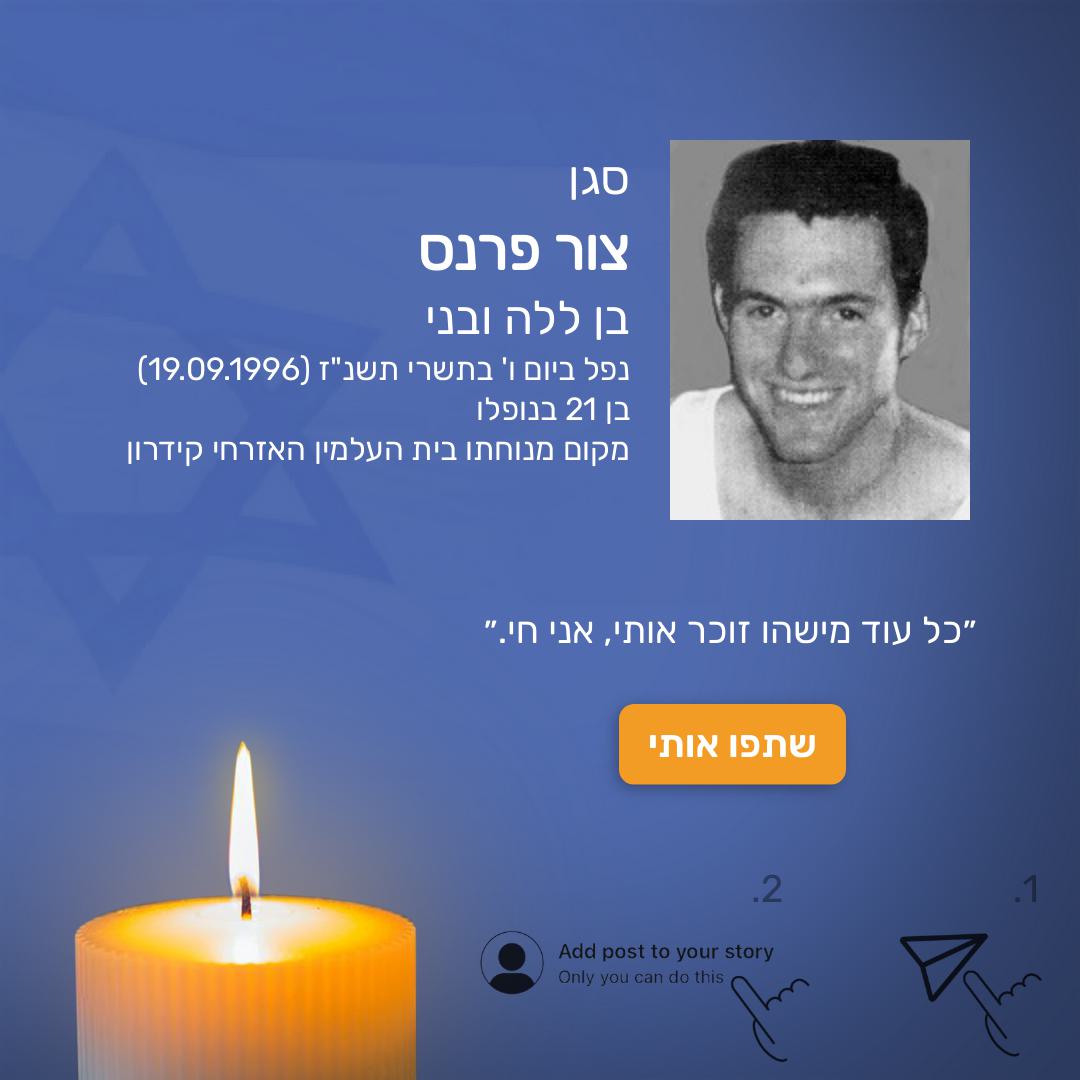 סגן
צור פרנס
בן ללה ובני
נפל ביום ו' בתשרי תשנ"ז (19.09.1996)
בן 21 בנופלו
מקום מנוחתו בית העלמין האזרחי קידרון
״כל עוד מישהו זוכר אותי, אני חי.״
שתפו אותי
.1
.2
Add post to your story
Only you can do this